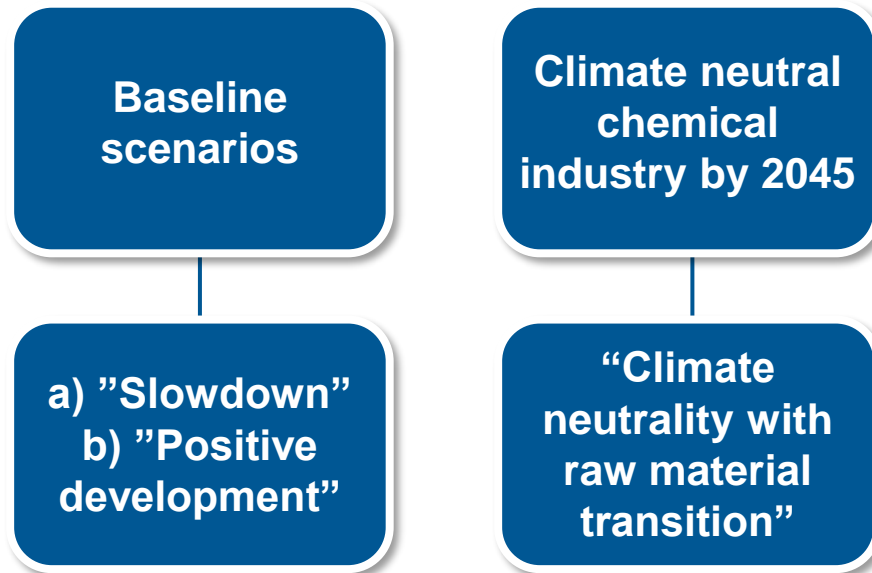 Baseline
scenarios
Climate neutral
chemical
industry by 2045
a) ”Slowdown”
b) ”Positive
development”
“Climate
neutrality with
raw material
transition”